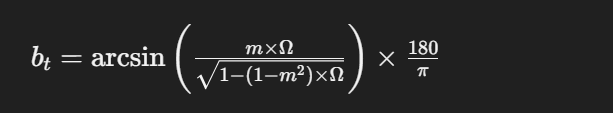 b_t = arcsin ( m×Ω / √1−(1−m²)×Ω ) × 180/π